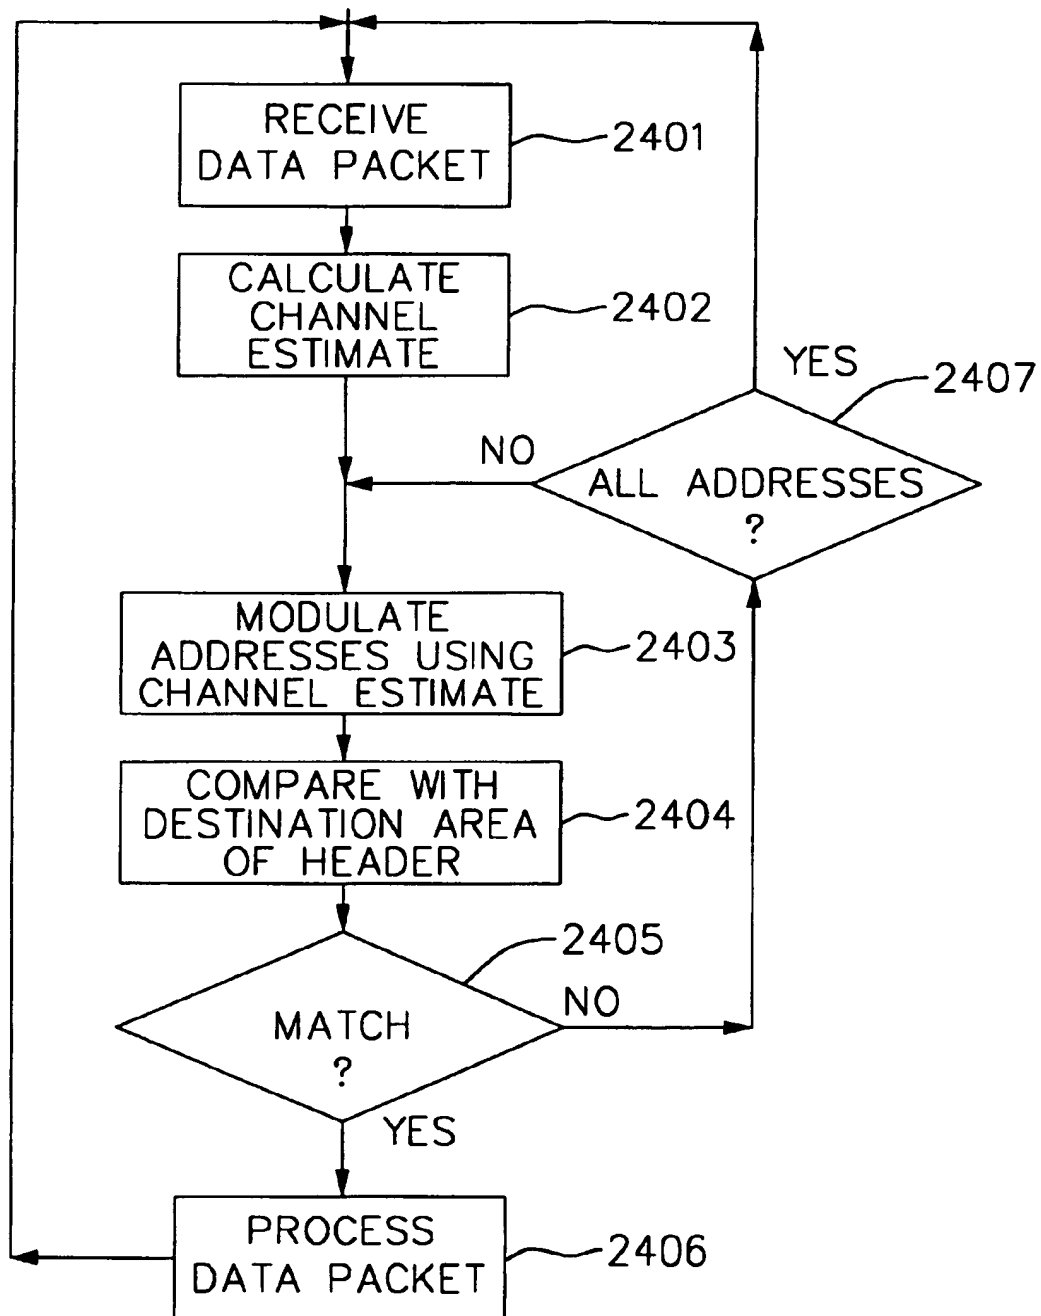 RECEIVE
DATA PACKET
2401
CALCULATE
CHANNEL
ESTIMATE
2402
YES
2407
NO
ALL ADDRESSES
?
MODULATE
ADDRESSES USING
CHANNEL ESTIMATE
2403
COMPARE WITH
DESTINATION AREA
OF HEADER
2404
2405
NO
MATCH
?
YES
PROCESS
DATA PACKET
2406